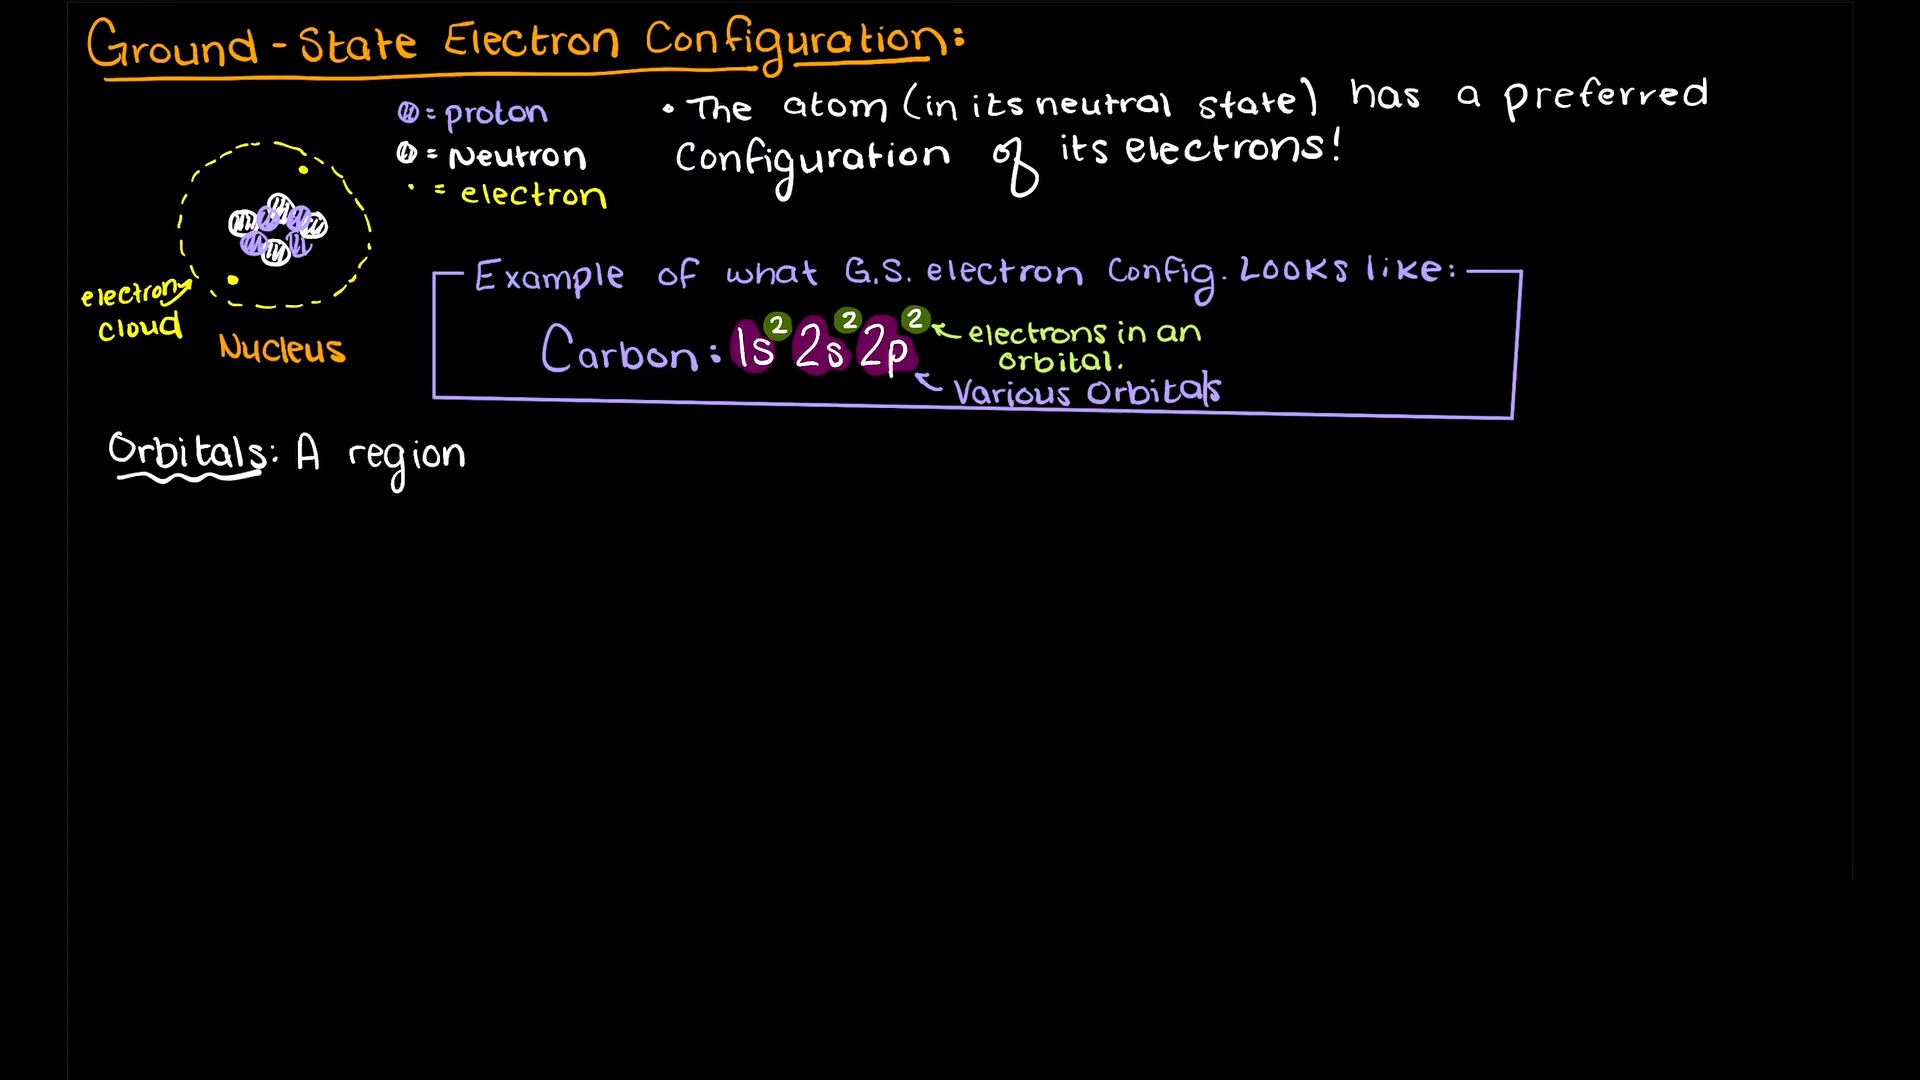 Ground-State Electron Configuration:
= proton
= Neutron
= electron
• The atom (in its neutral state) has a preferred
configuration of its electrons!
electron
cloud
Nucleus
Example of what G.S. electron Config. Looks like:
Carbon: 1s² 2s² 2p²
electrons in an
orbital.
Various Orbitals
Orbitals: A region